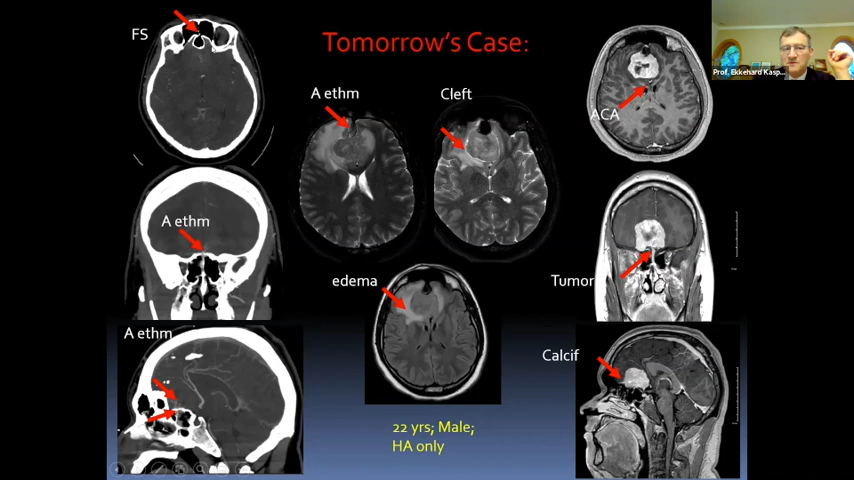 FS
Tomorrow's Case:
Prof. Ekkehard Kasp...
A ethm
Cleft
ACA
A ethm
edema
Tumor
A ethm
Calcif
22 yrs; Male;
HA only